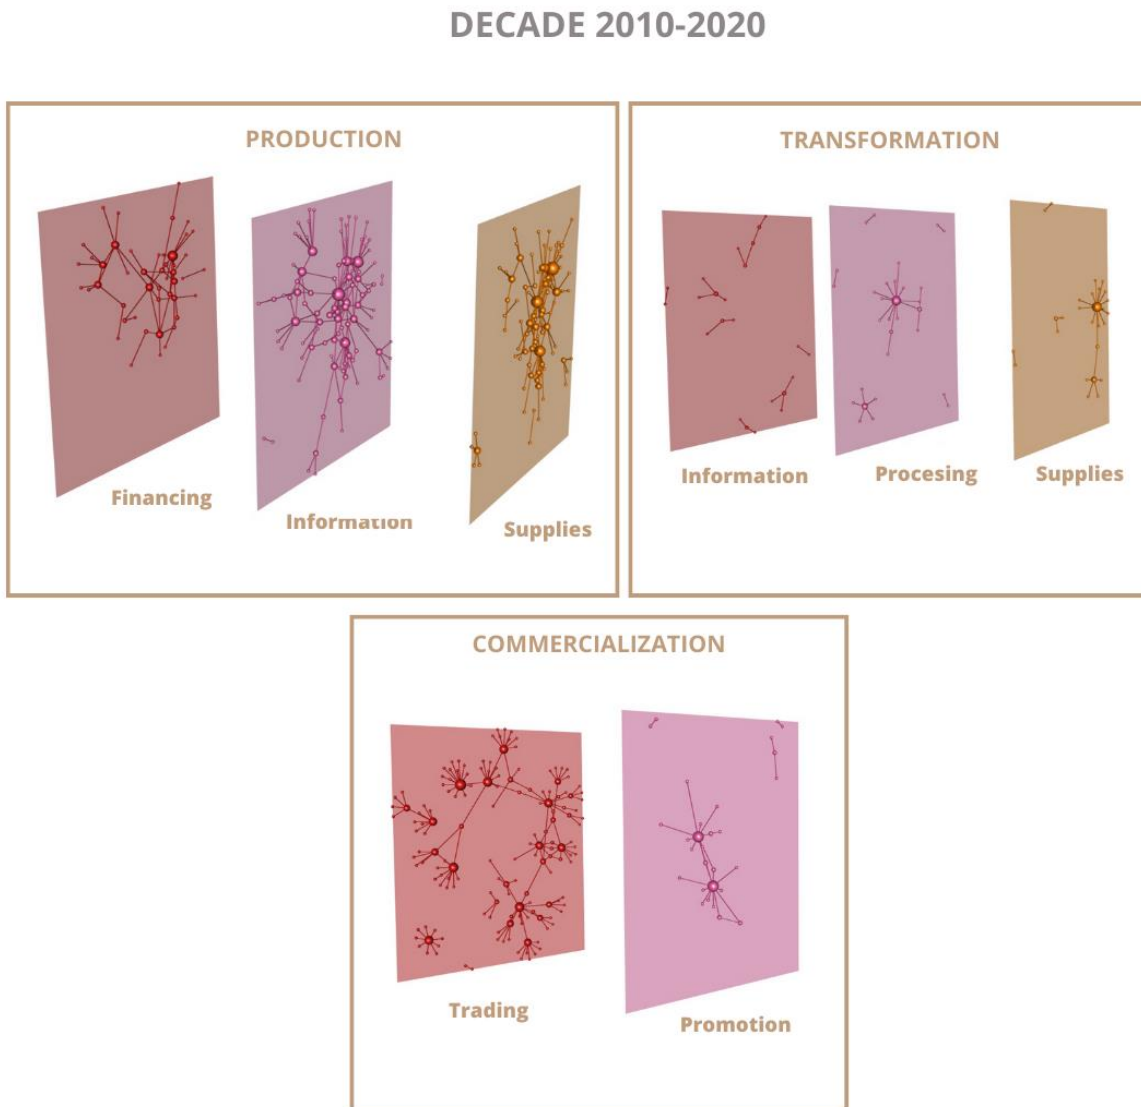 DECADE 2010-2020
PRODUCTION
Financing
Information
Supplies
TRANSFORMATION
Information
Procesing
Supplies
COMMERCIALIZATION
Trading
Promotion